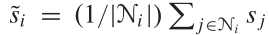 s̃ᵢ = (1/|𝒩ᵢ|) ∑_{j∈𝒩ᵢ} sⱼ